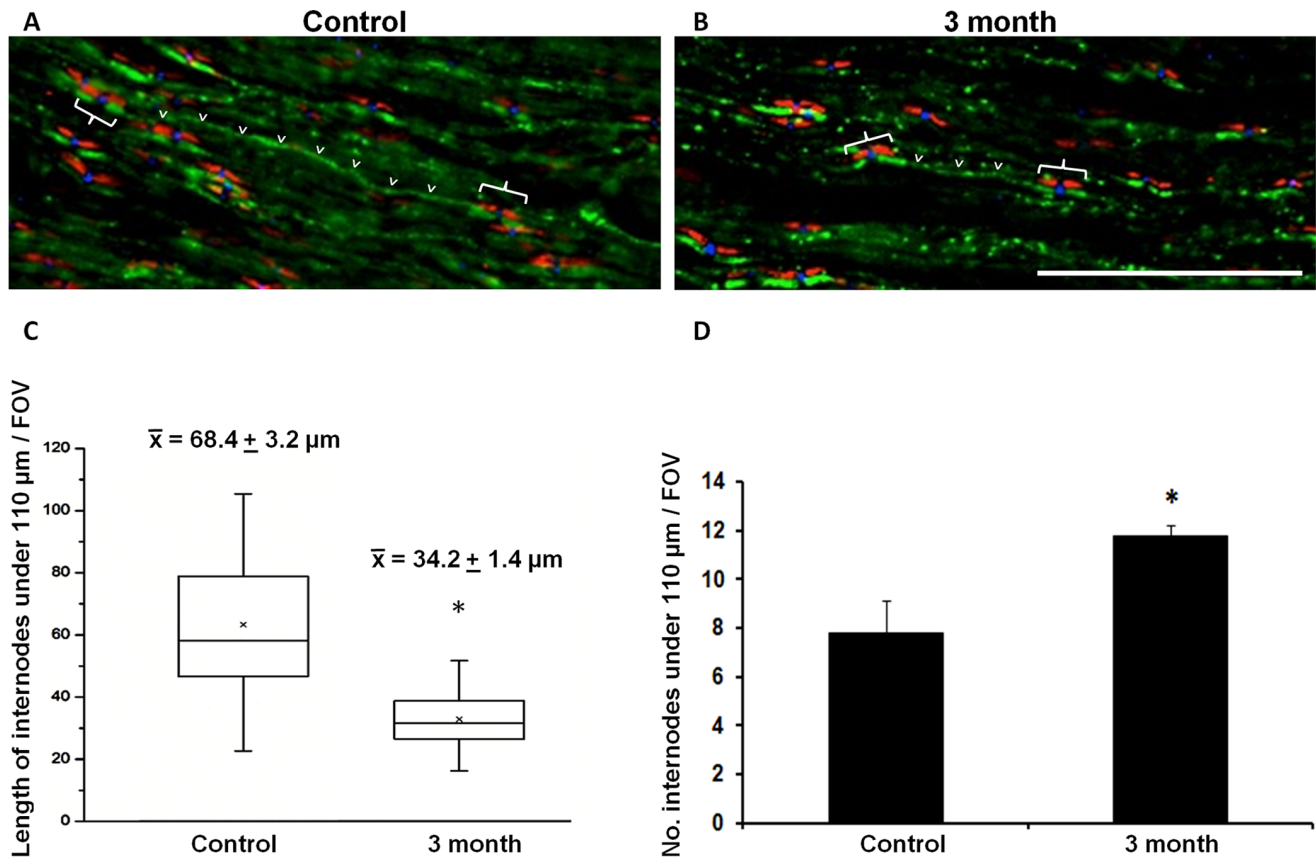 A
Control
B
3 month
C
D
Length of internodes under 110 µm / FOV
120
100
80
60
40
20
0
x̄ = 68.4 ± 3.2 µm
x̄ = 34.2 ± 1.4 µm
*
Control
3 month
No. internodes under 110 µm / FOV
14
12
10
8
6
4
2
0
*
Control
3 month